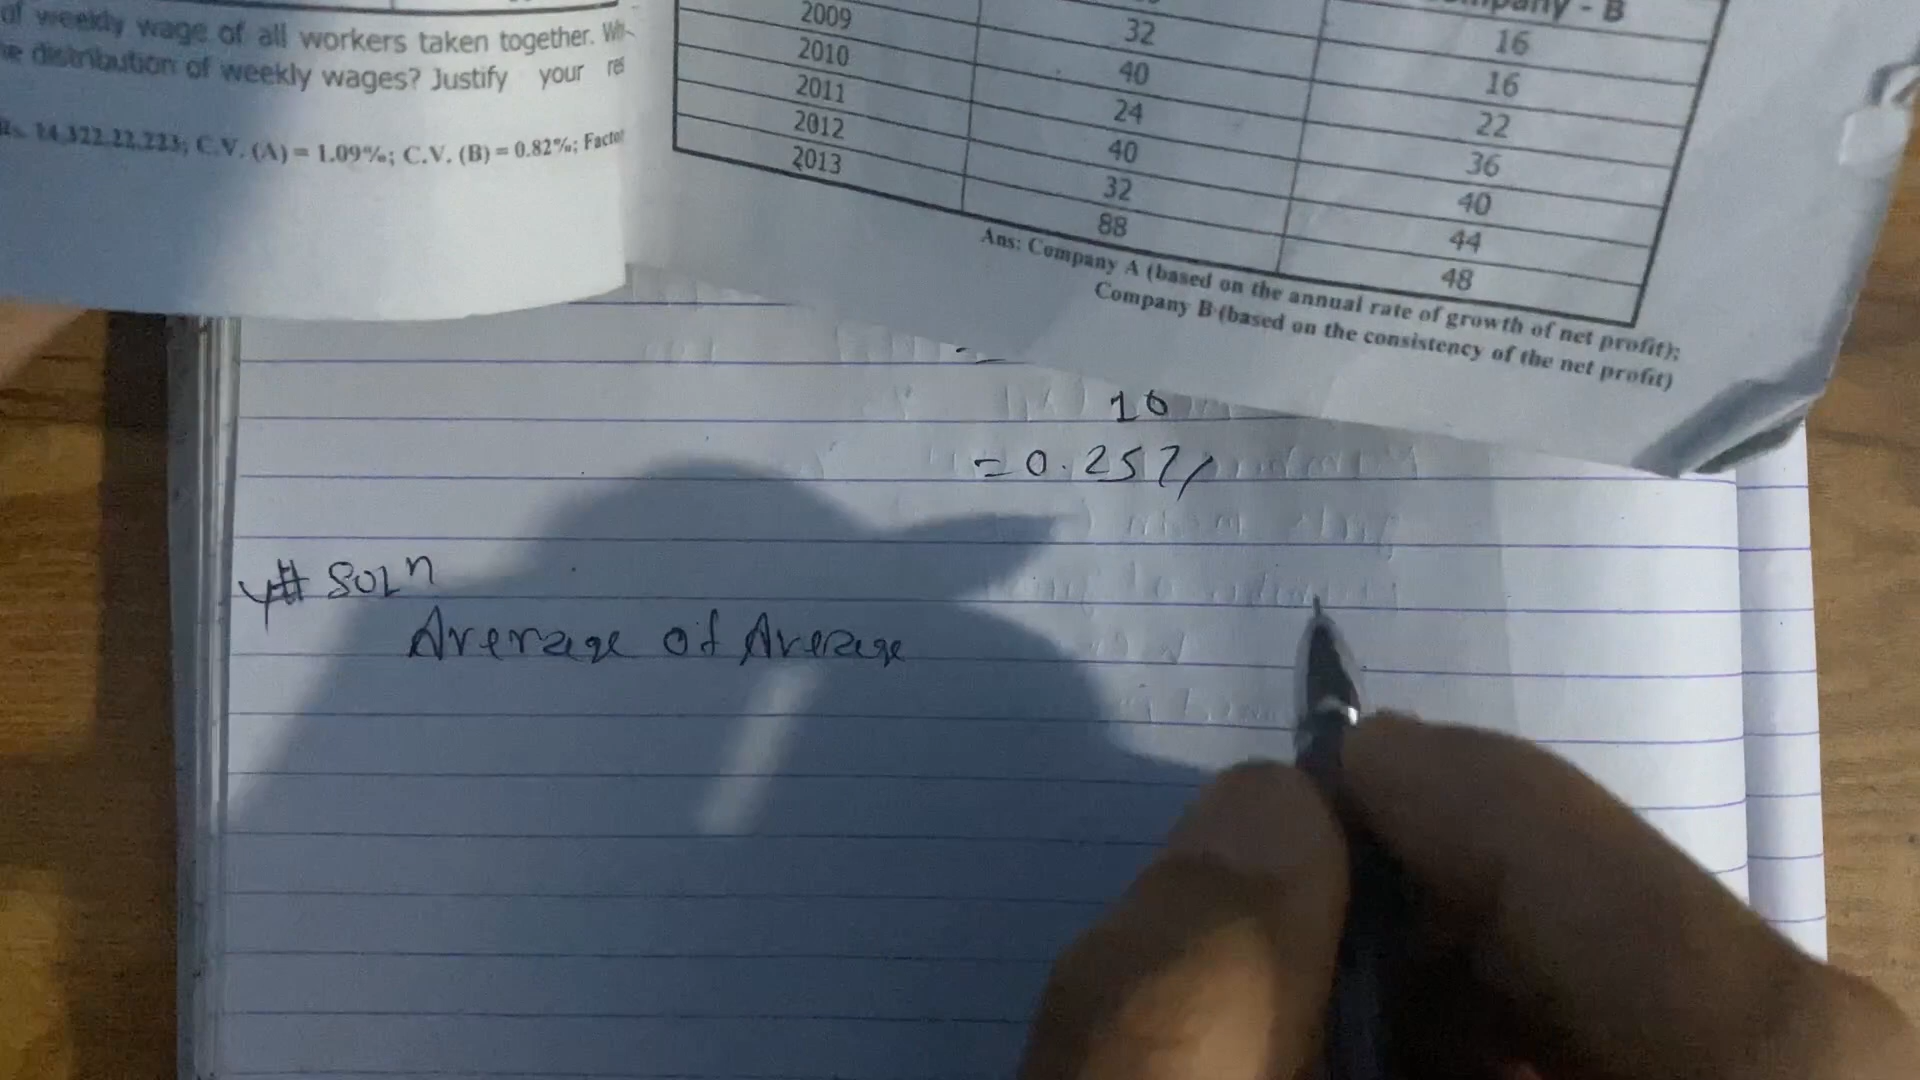 of weekly wage of all workers taken together.
distribution of weekly wages? Justify your
Rs. 14,322.22.223; C.V. (A) = 1.09%; C.V. (B) = 0.82%;
Company - B
2009 32 16
2010 40 16
2011 24 22
2012 40 36
2013 32 40
88 44
48
Ans: Company A (based on the annual rate of growth of net profit);
Company B (based on the consistency of the net profit)
10
= 0.257/
# SOLn
Average of Average